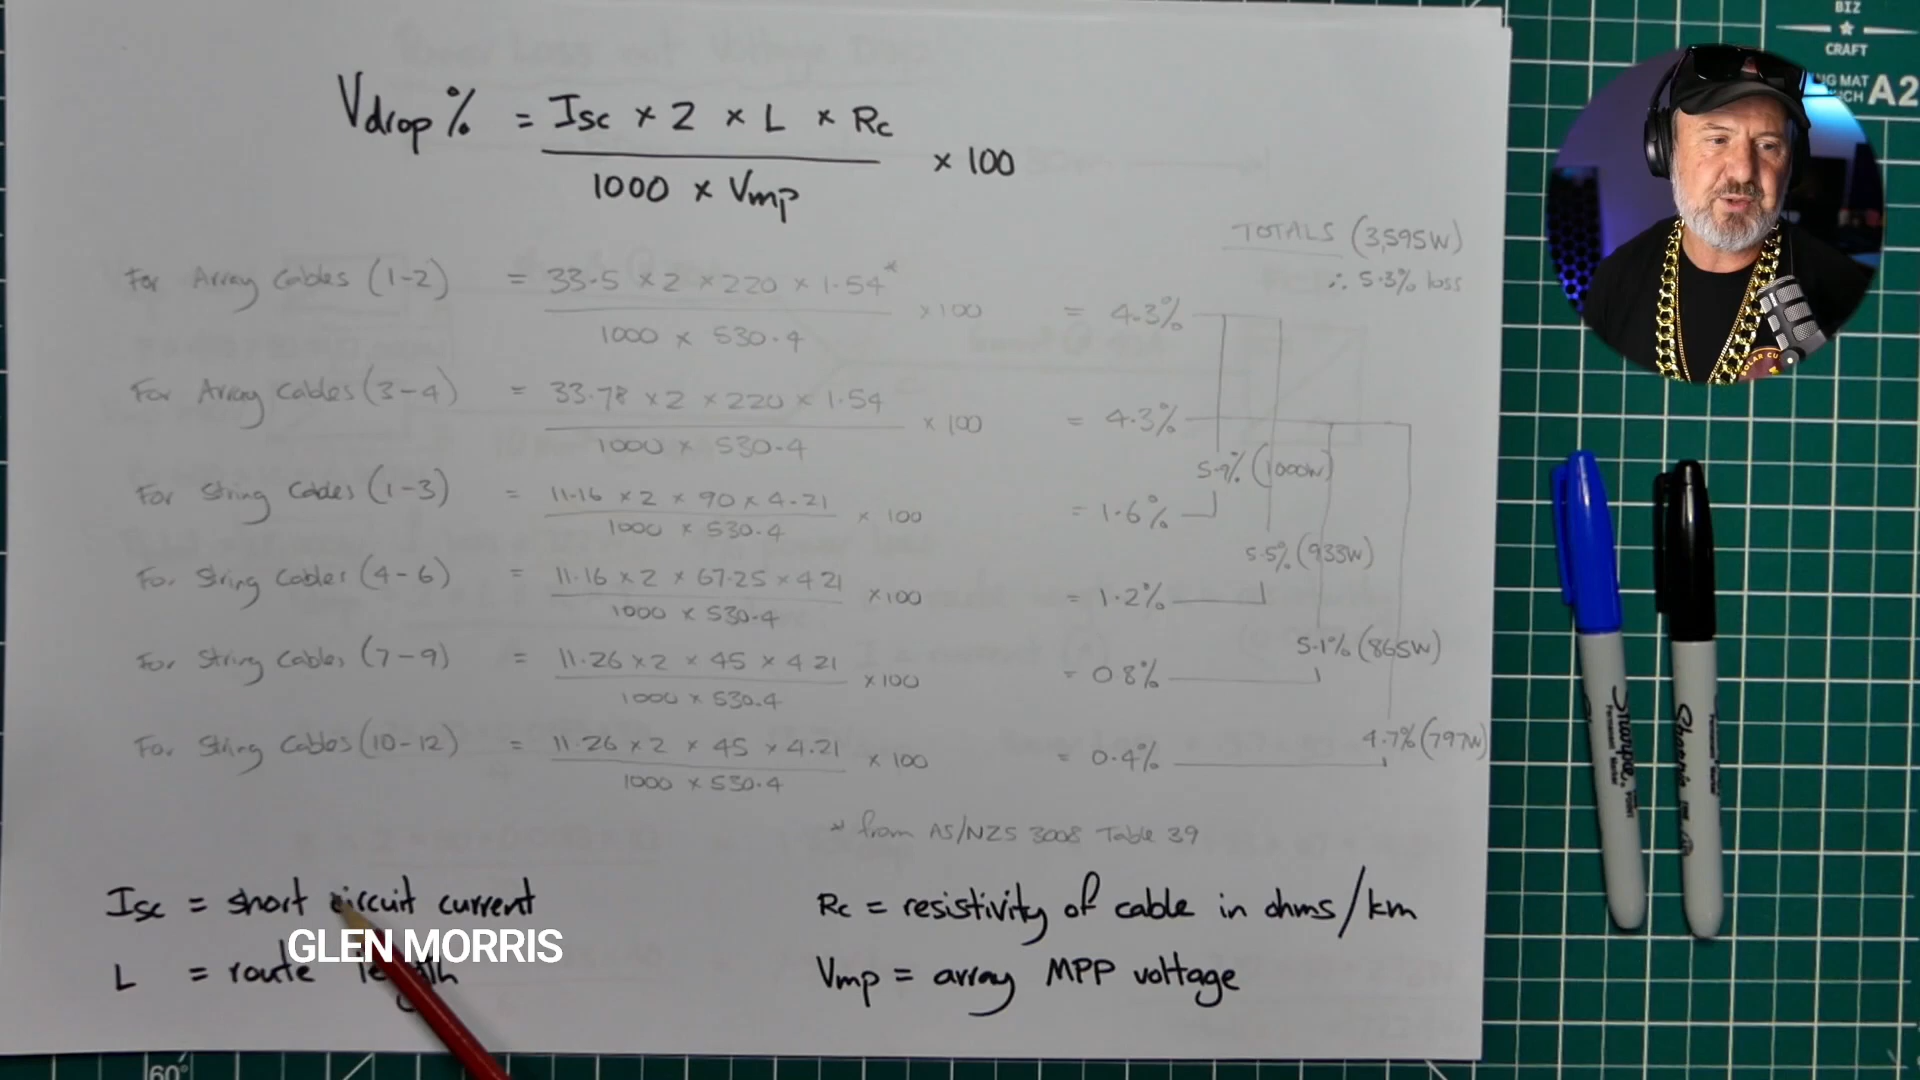 Vdrop % = Isc × 2 × L × Rc / 1000 × Vmp × 100
TOTALS (3,595W)
∴ 5.3% loss
For Array Cables (1-2) = 33.5 × 2 × 220 × 1.54* / 1000 × 530.4 × 100 = 4.3%
For Array Cables (3-4) = 33.78 × 2 × 220 × 1.54 / 1000 × 530.4 × 100 = 4.3%
5.9% (1000W)
For String Cables (1-3) = 11.16 × 2 × 90 × 4.21 / 1000 × 530.4 × 100 = 1.6%
5.5% (933W)
For String Cables (4-6) = 11.16 × 2 × 67.25 × 4.21 / 1000 × 530.4 × 100 = 1.2%
5.1% (865W)
For String Cables (7-9) = 11.26 × 2 × 45 × 4.21 / 1000 × 530.4 × 100 = 0.8%
4.7% (797W)
For String Cables (10-12) = 11.26 × 2 × 45 × 4.21 / 1000 × 530.4 × 100 = 0.4%
* from AS/NZS 3008 Table 39
Isc = short circuit current
Rc = resistivity of cable in ohms/km
GLEN MORRIS
L = route length
Vmp = array MPP voltage
BIZ
CRAFT
MAT
A2
Sharpie
Sharpie
60°